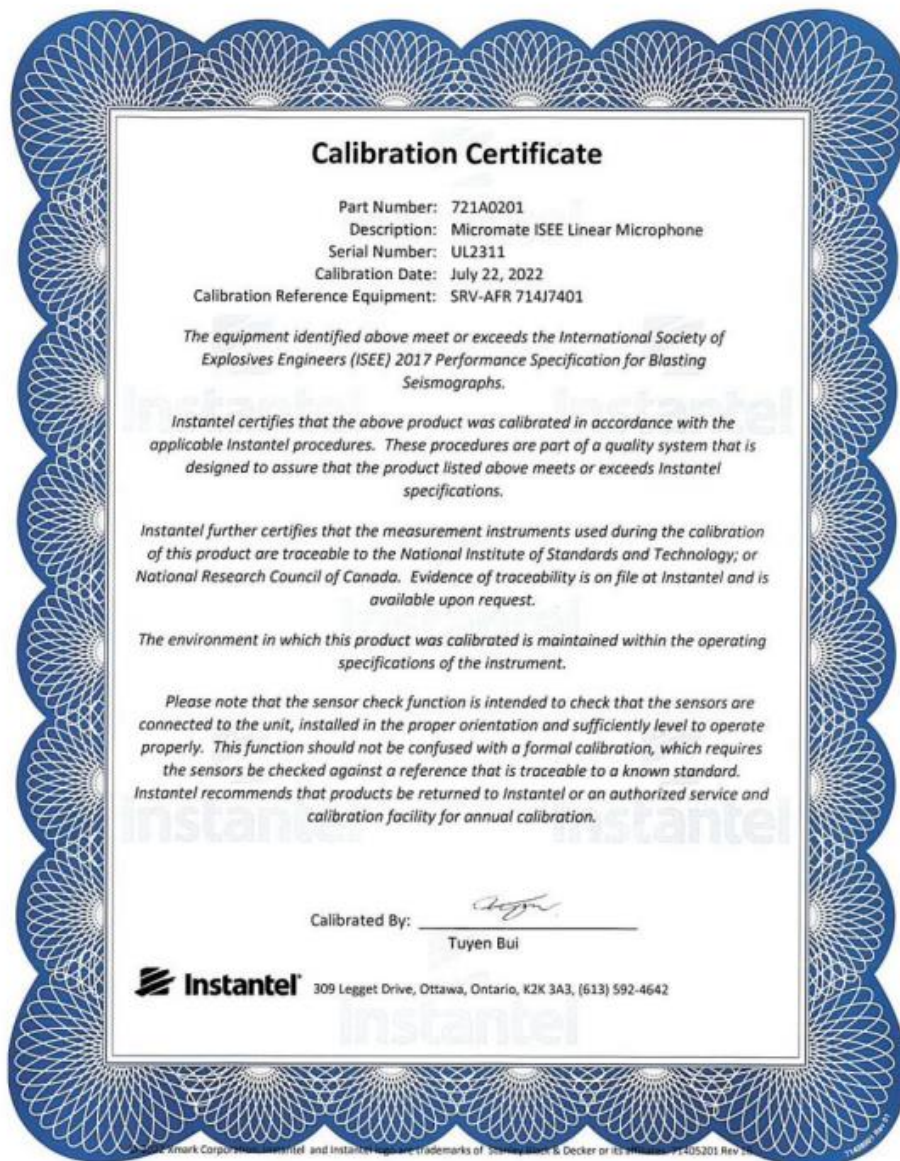 Calibration Certificate
Part Number: 721A0201
Description: Micromate ISEE Linear Microphone
Serial Number: UL2311
Calibration Date: July 22, 2022
Calibration Reference Equipment: SRV-AFR 714J7401
The equipment identified above meet or exceeds the International Society of
Explosives Engineers (ISEE) 2017 Performance Specification for Blasting
Seismographs.
Instantel certifies that the above product was calibrated in accordance with the
applicable Instantel procedures. These procedures are part of a quality system that is
designed to assure that the product listed above meets or exceeds Instantel
specifications.
Instantel further certifies that the measurement instruments used during the calibration
of this product are traceable to the National Institute of Standards and Technology; or
National Research Council of Canada. Evidence of traceability is on file at Instantel and is
available upon request.
The environment in which this product was calibrated is maintained within the operating
specifications of the instrument.
Please note that the sensor check function is intended to check that the sensors are
connected to the unit, installed in the proper orientation and sufficiently level to operate
properly. This function should not be confused with a formal calibration, which requires
the sensors be checked against a reference that is traceable to a known standard.
Instantel recommends that products be returned to Instantel or an authorized service and
calibration facility for annual calibration.
Calibrated By:
Tuyen Bui
Instantel 309 Legget Drive, Ottawa, Ontario, K2K 3A3, (613) 592-4642
Xmark Corporation, Instantel and Instantel logo are trademarks of Stanley Black & Decker or its affiliates. 71405201 Rev